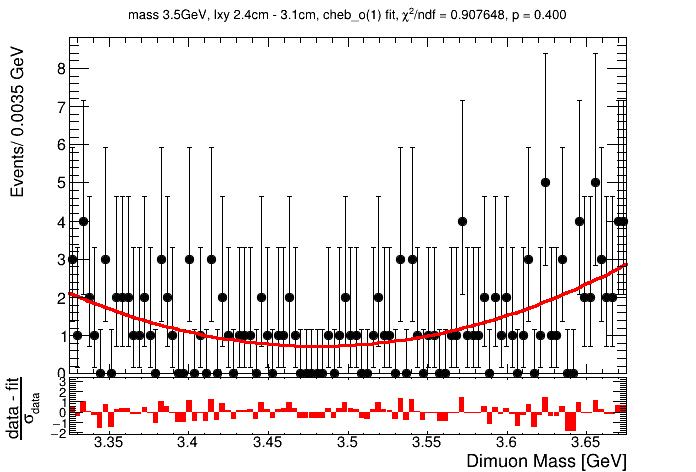 mass 3.5GeV, lxy 2.4cm - 3.1cm, cheb_o(1) fit, χ²/ndf = 0.907648, p = 0.400
Events/ 0.0035 GeV
8
7
6
5
4
3
2
1
0
data - fit
σdata
3
2
1
0
−1
−2
3.35 3.4 3.45 3.5 3.55 3.6 3.65
Dimuon Mass [GeV]